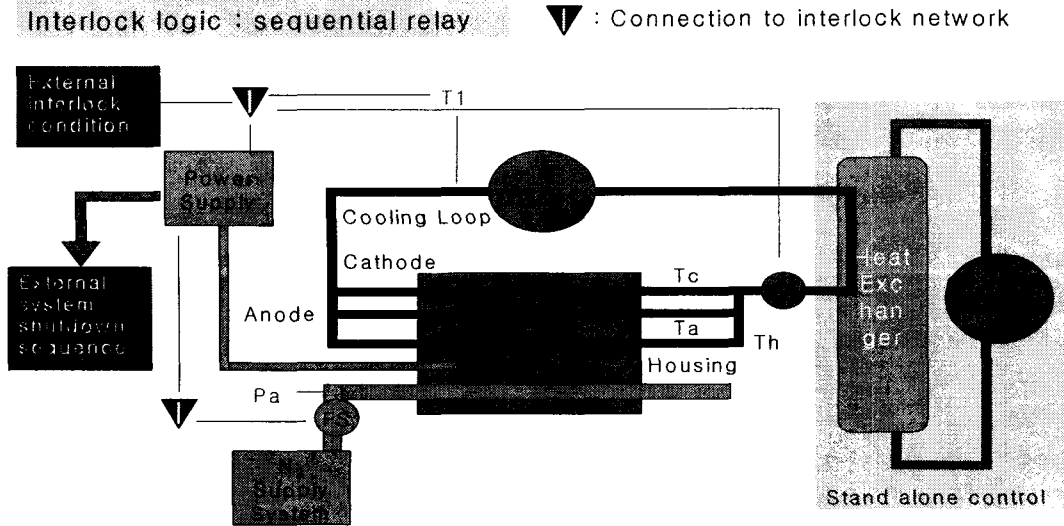 Interlock logic : sequential relay
: Connection to interlock network
External
interlock
condition
T1
Power
Supply
Cooling Loop
Cathode
Anode
External
system
shutdown
sequence
Tc
Ta
Th
Housing
Heat
Exc
han
ger
Pa
PS
N2
Supply
System
Stand alone control